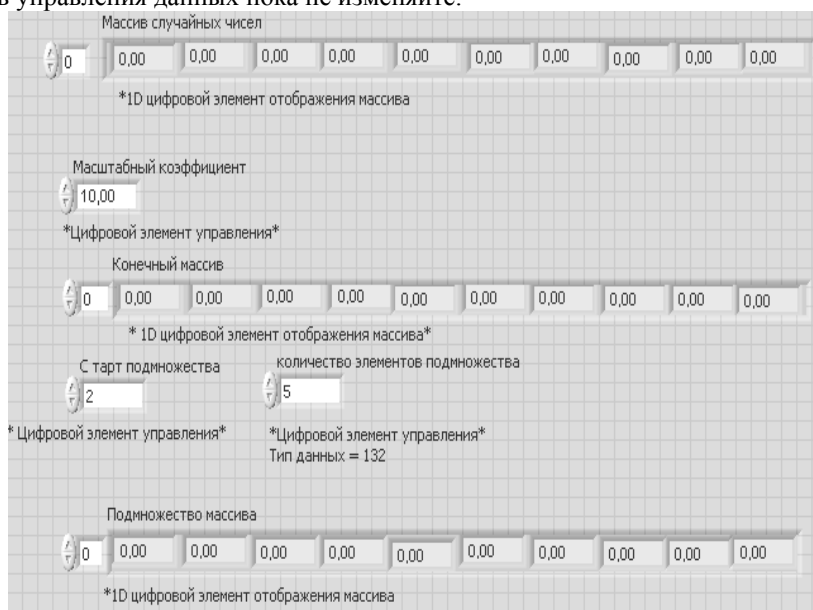 в управления данных пока не изменяйте.
Массив случайных чисел
0 0,00 0,00 0,00 0,00 0,00 0,00 0,00 0,00 0,00 0,00
*1D цифровой элемент отображения массива
Масштабный коэффициент
10,00
*Цифровой элемент управления*
Конечный массив
0 0,00 0,00 0,00 0,00 0,00 0,00 0,00 0,00 0,00 0,00
* 1D цифровой элемент отображения массива*
С тарт подмножества количество элементов подмножества
2 5
* Цифровой элемент управления* *Цифровой элемент управления*
Тип данных = 132
Подмножество массива
0 0,00 0,00 0,00 0,00 0,00 0,00 0,00 0,00 0,00 0,00
*1D цифровой элемент отображения массива